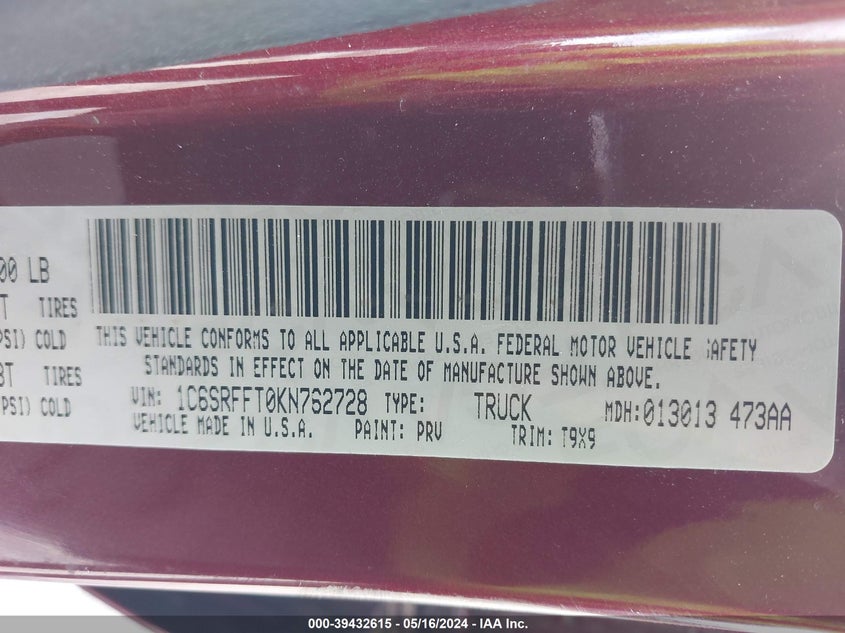 00 LB
T TIRES
PSI) COLD
BT TIRES
PSI) COLD
THIS VEHICLE CONFORMS TO ALL APPLICABLE U.S.A. FEDERAL MOTOR VEHICLE SAFETY
STANDARDS IN EFFECT ON THE DATE OF MANUFACTURE SHOWN ABOVE.
VIN: 1C6SRFFT0KN762728 TYPE: TRUCK MDH:013013 473AA
VEHICLE MADE IN U.S.A. PAINT: PRV TRIM: T9X9
000-39432615 - 05/16/2024 - IAA Inc.